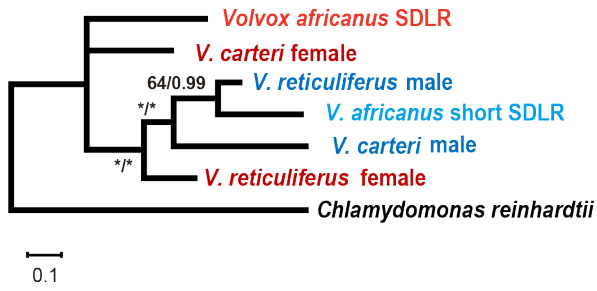 Volvox africanus SDLR
V. carteri female
64/0.99
V. reticuliferus male
*/*
V. africanus short SDLR
V. carteri male
*/*
V. reticuliferus female
Chlamydomonas reinhardtii
0.1